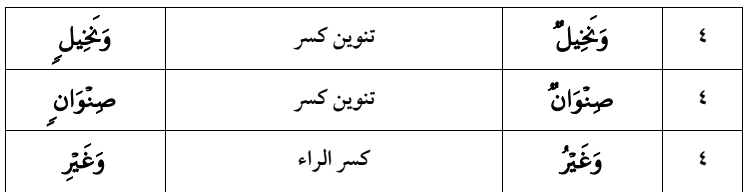 ٤ وَنَخِيلٌ تنوين كسر وَنَخِيلٍ
٤ صِنْوَانٌ تنوين كسر صِنْوَانٍ
٤ وَغَيْرُ كسر الراء وَغَيْرِ